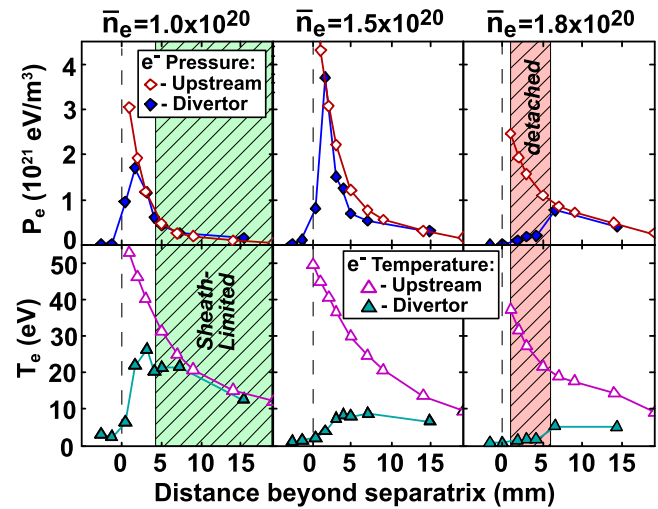 n̄e=1.0x10²⁰ n̄e=1.5x10²⁰ n̄e=1.8x10²⁰
Pe (10²¹ eV/m³)
4
3
2
1
0
e⁻ Pressure:
- Upstream
- Divertor
detached
Te (eV)
50
40
30
20
10
0
Sheath-
Limited
e⁻ Temperature:
- Upstream
- Divertor
0 5 10 15 0 5 10 15 0 5 10 15
Distance beyond separatrix (mm)